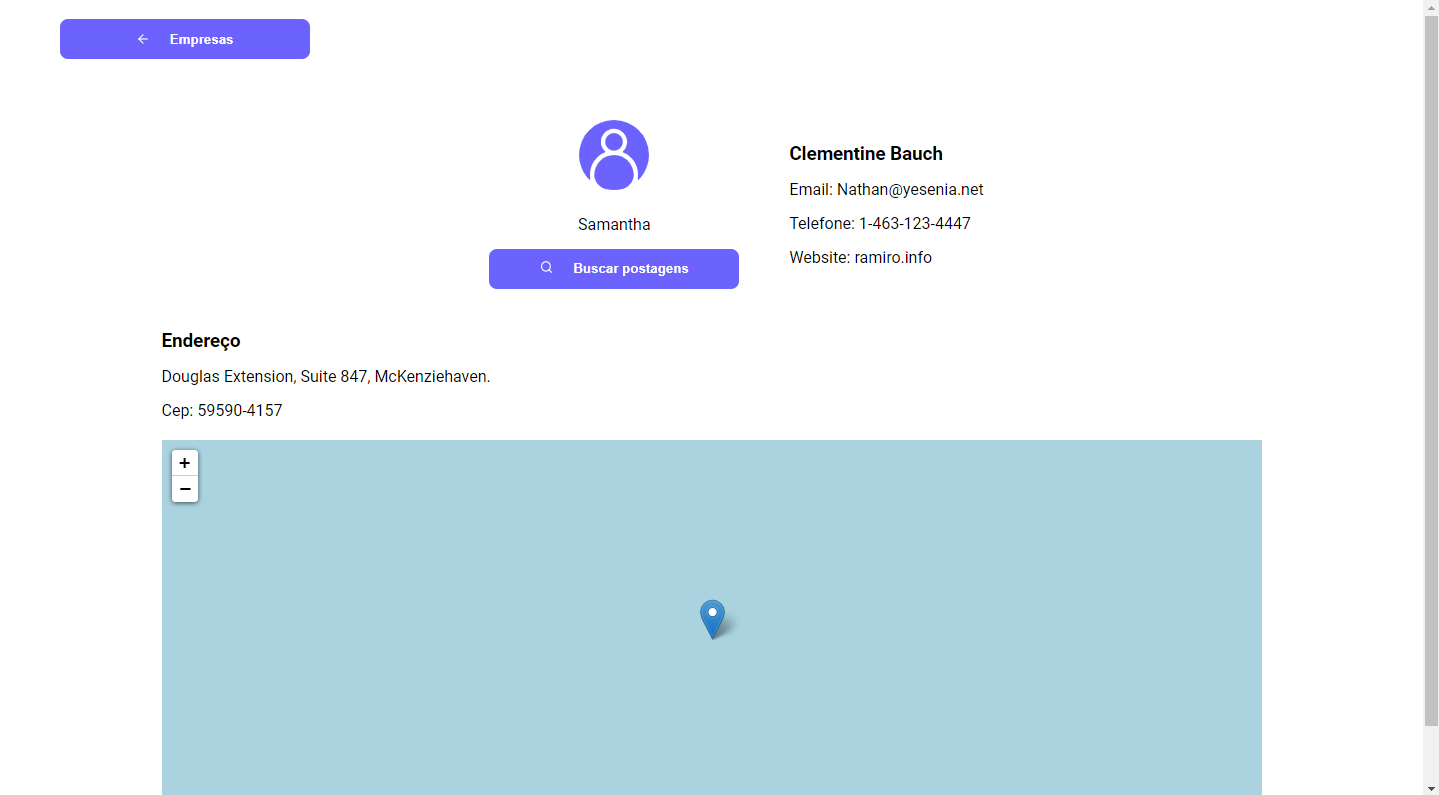 Empresas
Samantha
Buscar postagens
Clementine Bauch
Email: Nathan@yesenia.net
Telefone: 1-463-123-4447
Website: ramiro.info
Endereço
Douglas Extension, Suite 847, McKenziehaven.
Cep: 59590-4157
+
−